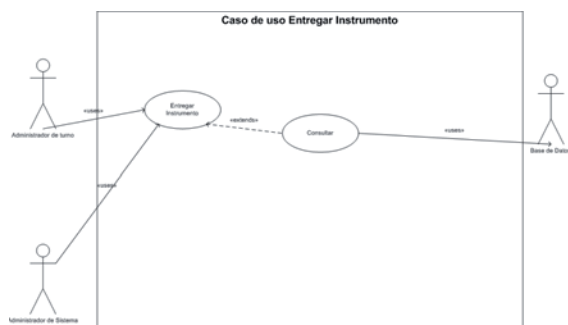 Caso de uso Entregar Instrumento
Entregar
Instrumento
«uses»
«extends»
Consultar
«uses»
Administrador de turno
Base de Dato
«uses»
Administrador de Sistema